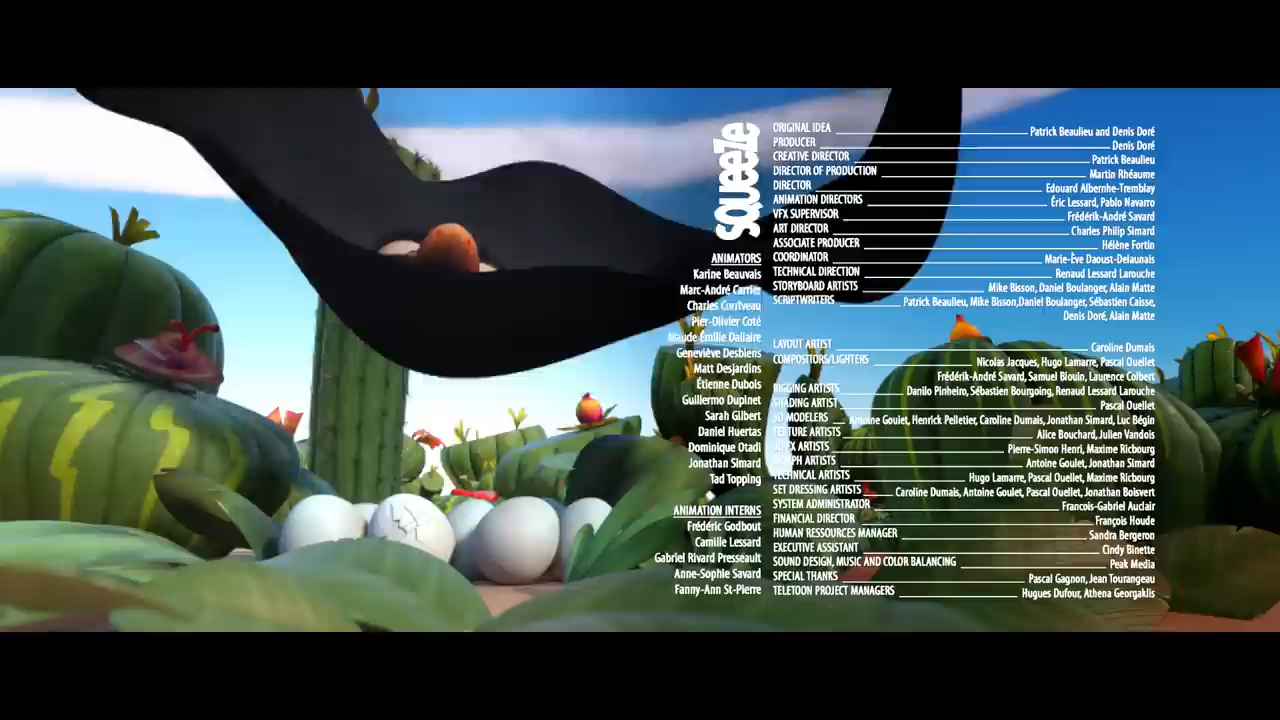 squeeze
ORIGINAL IDEA Patrick Beaulieu and Denis Doré
PRODUCER Denis Doré
CREATIVE DIRECTOR Patrick Beaulieu
DIRECTOR OF PRODUCTION Martin Rhéaume
DIRECTOR Edouard Albernhe-Tremblay
ANIMATION DIRECTORS Éric Lessard, Pablo Navarro
VFX SUPERVISOR Frédérik-André Savard
ART DIRECTOR Charles Philip Simard
ASSOCIATE PRODUCER Hélène Fortin
COORDINATOR Marie-Ève Daoust-Delaunais
TECHNICAL DIRECTION Renaud Lessard Larouche
STORYBOARD ARTISTS Mike Bisson, Daniel Boulanger, Alain Matte
SCRIPTWRITERS Patrick Beaulieu, Mike Bisson,Daniel Boulanger, Sébastien Caisse,
Denis Doré, Alain Matte
LAYOUT ARTIST Caroline Dumais
COMPOSITORS/LIGHTERS Nicolas Jacques, Hugo Lamarre, Pascal Ouellet
Frédérik-André Savard, Samuel Blouin, Laurence Colbert
RIGGING ARTISTS Danilo Pinheiro, Sébastien Bourgoing, Renaud Lessard Larouche
SHADING ARTIST Pascal Ouellet
3D MODELERS Antoine Goulet, Henrick Pelletier, Caroline Dumais, Jonathan Simard, Luc Bégin
TEXTURE ARTISTS Alice Bouchard, Julien Vandois
3D FX ARTISTS Pierre-Simon Henri, Maxime Ricbourg
MORPH ARTISTS Antoine Goulet, Jonathan Simard
TECHNICAL ARTISTS Hugo Lamarre, Pascal Ouellet, Maxime Ricbourg
SET DRESSING ARTISTS Caroline Dumais, Antoine Goulet, Pascal Ouellet, Jonathan Boisvert
SYSTEM ADMINISTRATOR Francois-Gabriel Auclair
FINANCIAL DIRECTOR François Houde
HUMAN RESSOURCES MANAGER Sandra Bergeron
EXECUTIVE ASSISTANT Cindy Binette
SOUND DESIGN, MUSIC AND COLOR BALANCING Peak Media
SPECIAL THANKS Pascal Gagnon, Jean Tourangeau
TELETOON PROJECT MANAGERS Hugues Dufour, Athena Georgaklis
ANIMATORS
Karine Beauvais
Marc-André Carrier
Charles Corriveau
Pier-Olivier Coté
Maude Émilie Dallaire
Geneviève Desbiens
Matt Desjardins
Étienne Dubois
Guillermo Dupinet
Sarah Gilbert
Daniel Huertas
Dominique Otadi
Jonathan Simard
Tad Topping
ANIMATION INTERNS
Frédéric Godbout
Camille Lessard
Gabriel Rivard Presseault
Anne-Sophie Savard
Fanny-Ann St-Pierre